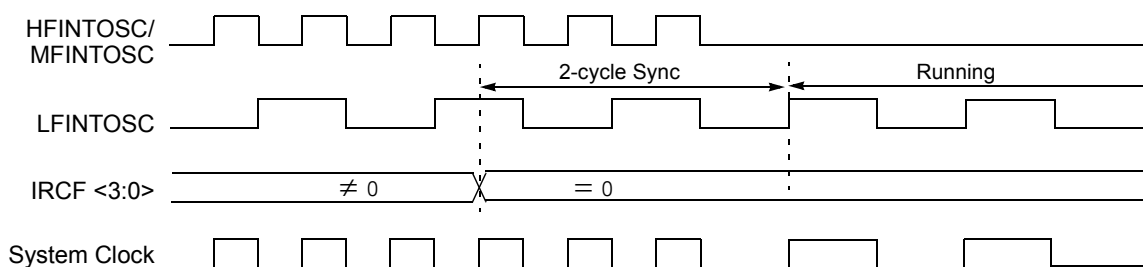 HFINTOSC/
MFINTOSC
2-cycle Sync
Running
LFINTOSC
IRCF <3:0>
≠ 0
= 0
System Clock